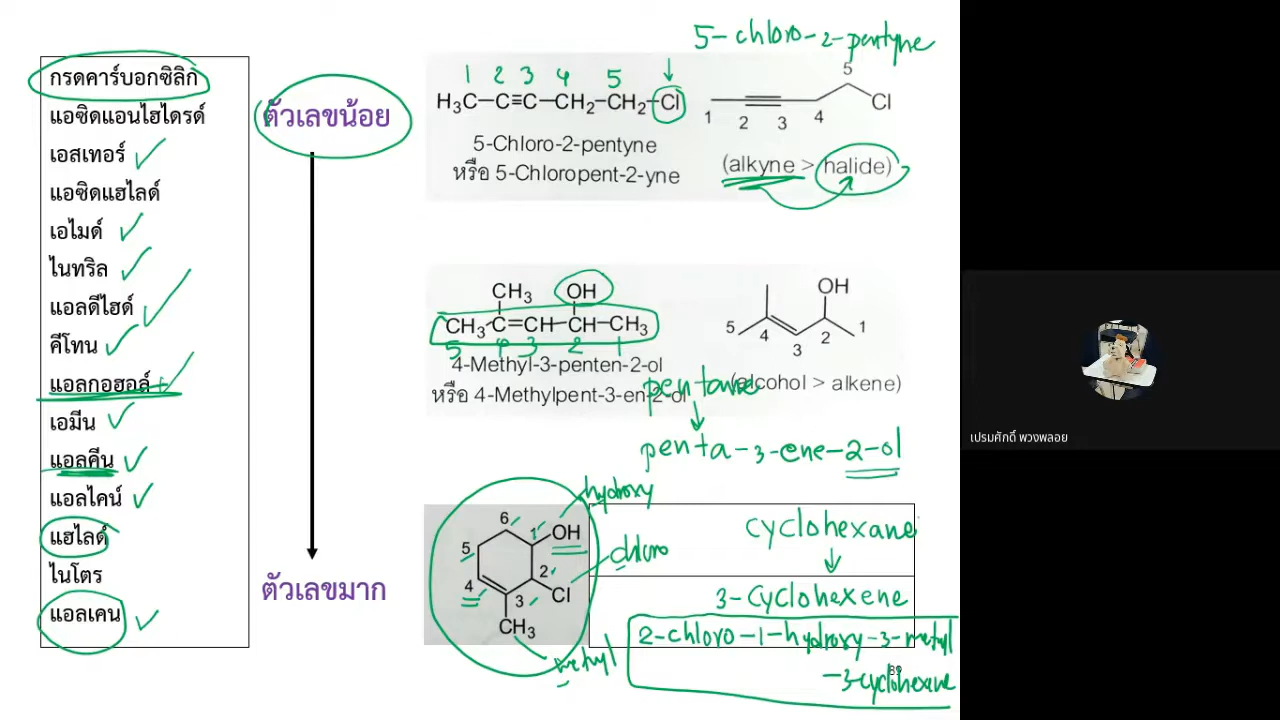 กรดคาร์บอกซิลิก
แอซิดแอนไฮไดรด์
เอสเทอร์
แอซิดแฮไลด์
เอไมด์
ไนทริล
แอลดีไฮด์
คีโทน
แอลกอฮอล์
เอมีน
แอลคีน
แอลไคน์
แฮไลด์
ไนโตร
แอลเคน
ตัวเลขน้อย
ตัวเลขมาก
5-chloro-2-pentyne
1 2 3 4 5
H3C-C≡C-CH2-CH2-Cl
1 2 3 4 5 Cl
5-Chloro-2-pentyne
หรือ 5-Chloropent-2-yne
(alkyne > halide)
CH3 OH
CH3C=CH-CH-CH3
5 4 3 2 1
OH
5 4 3 2 1
4-Methyl-3-penten-2-ol
หรือ 4-Methylpent-3-en-2-ol
(alcohol > alkene)
pentane
penta-3-ene-2-ol
hydroxy
6 1 OH
5 2 chloro
4 3 Cl
CH3
metyl
cyclohexane
3-cyclohexene
2-chloro-1-hydroxy-3-metyl
-3-cyclohexane
89
เปรมศักดิ์ พวงพลอย